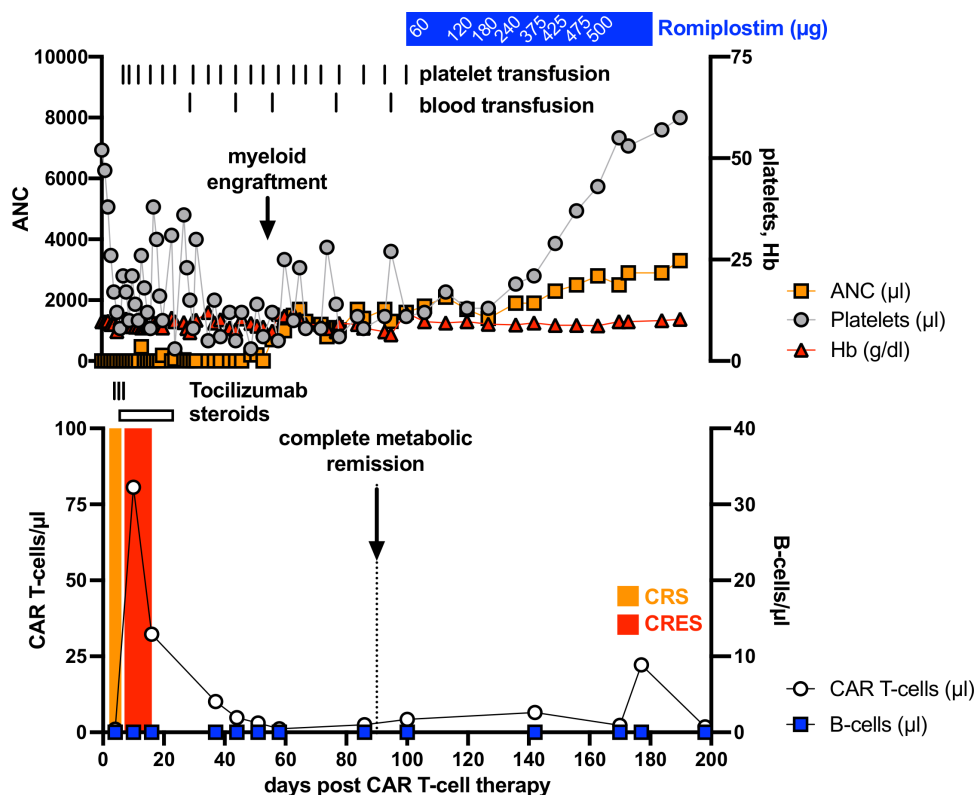 60 120 180 240 375 425 475 500
Romiplostim (µg)
10000
8000
6000
4000
2000
0
ANC
75
50
25
0
platelets, Hb
platelet transfusion
blood transfusion
myeloid
engraftment
ANC (µl)
Platelets (µl)
Hb (g/dl)
Tocilizumab
steroids
100
75
50
25
0
CAR T-cells/µl
40
30
20
10
0
B-cells/µl
complete metabolic
remission
CRS
CRES
CAR T-cells (µl)
B-cells (µl)
0 20 40 60 80 100 120 140 160 180 200
days post CAR T-cell therapy